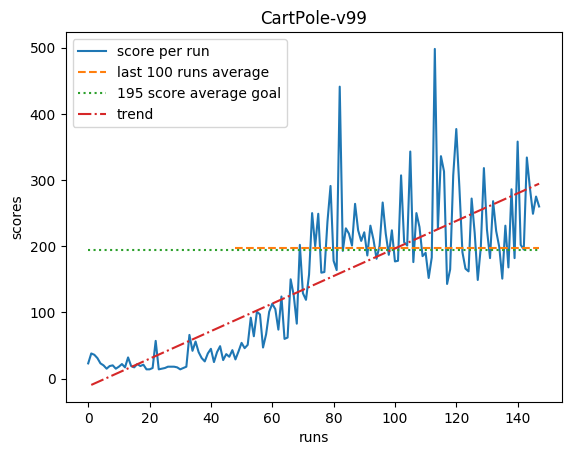 CartPole-v99
score per run
last 100 runs average
195 score average goal
trend
500
400
300
200
100
0
scores
0 20 40 60 80 100 120 140
runs